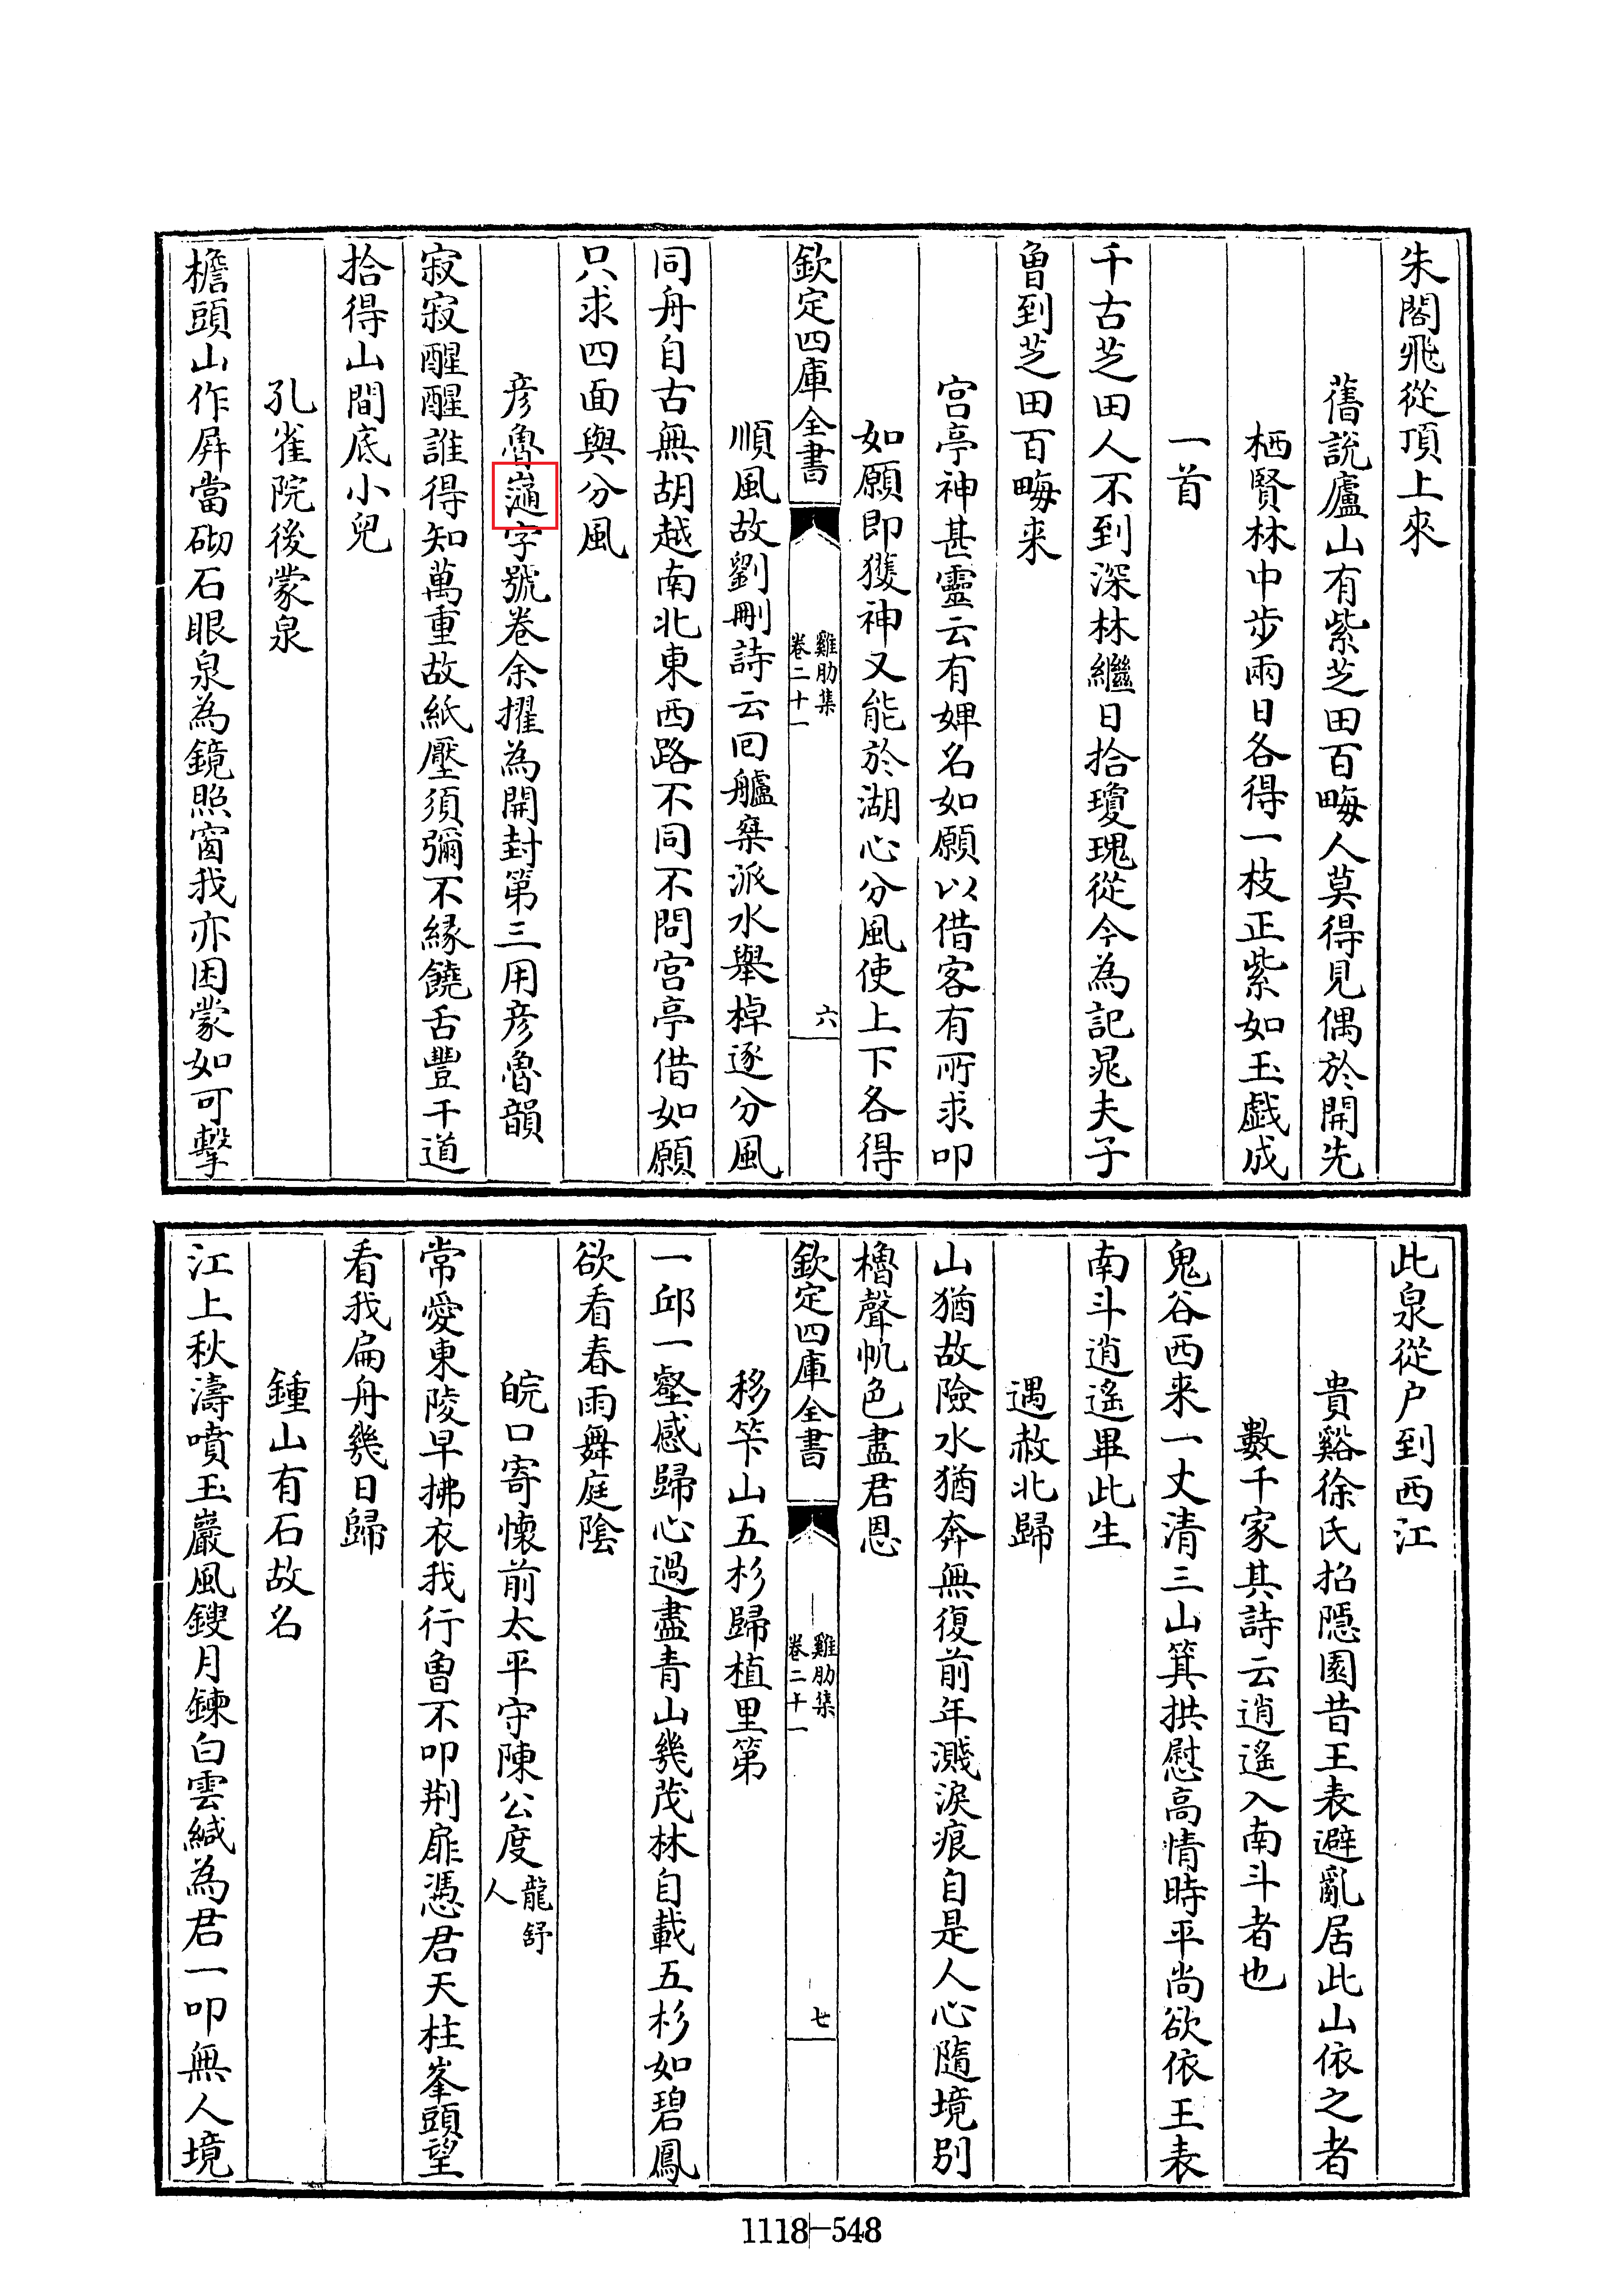 朱閣飛從頂上來
舊説廬山有紫芝田百畮人莫得見偶於開先
栖賢林中步兩日各得一枝正紫如玉戲成
一首
千古芝田人不到深林繼日拾瓊瑰從今為記晁夫子
曾到芝田百畮来
宫亭神甚靈云有婢名如願以借客有所求叩
如願即獲神又能於湖心分風使上下各得
欽定四庫全書
雞肋集
卷二十一
六
順風故劉刪詩云回艫乗派水舉棹逐分風
同舟自古無胡越南北東西路不同不問宫亭借如願
只求四面與分風
彦魯字號卷余擢為開封第三用彦魯韻
寂寂醒醒誰得知萬重故紙壓須彌不緣饒舌豐干道
拾得山間底小兒
孔雀院後蒙泉
檐頭山作屏當砌石眼泉為鏡照窗我亦困蒙如可擊
此泉從户到西江
貴谿徐氏招隱園昔王表避亂居此山依之者
數千家其詩云逍遙入南斗者也
鬼谷西来一丈清三山箕拱慰高情時平尚欲依王表
南斗逍遙畢此生
遇赦北歸
山猶故險水猶奔無復前年濺淚痕自是人心隨境别
櫓聲帆色盡君恩
欽定四庫全書
雞肋集
卷二十一
七
移笇山五杉歸植里第
一邱一壑感歸心過盡青山幾茂林自載五杉如碧鳳
欲看春雨舞庭陰
皖口寄懷前太平守陳公度龍舒人
常愛東陵早拂衣我行曾不叩荆扉憑君天柱峯頭望
看我扁舟幾日歸
鍾山有石故名
江上秋濤噴玉巖風鎪月鍊白雲緘為君一叩無人境
1118-548